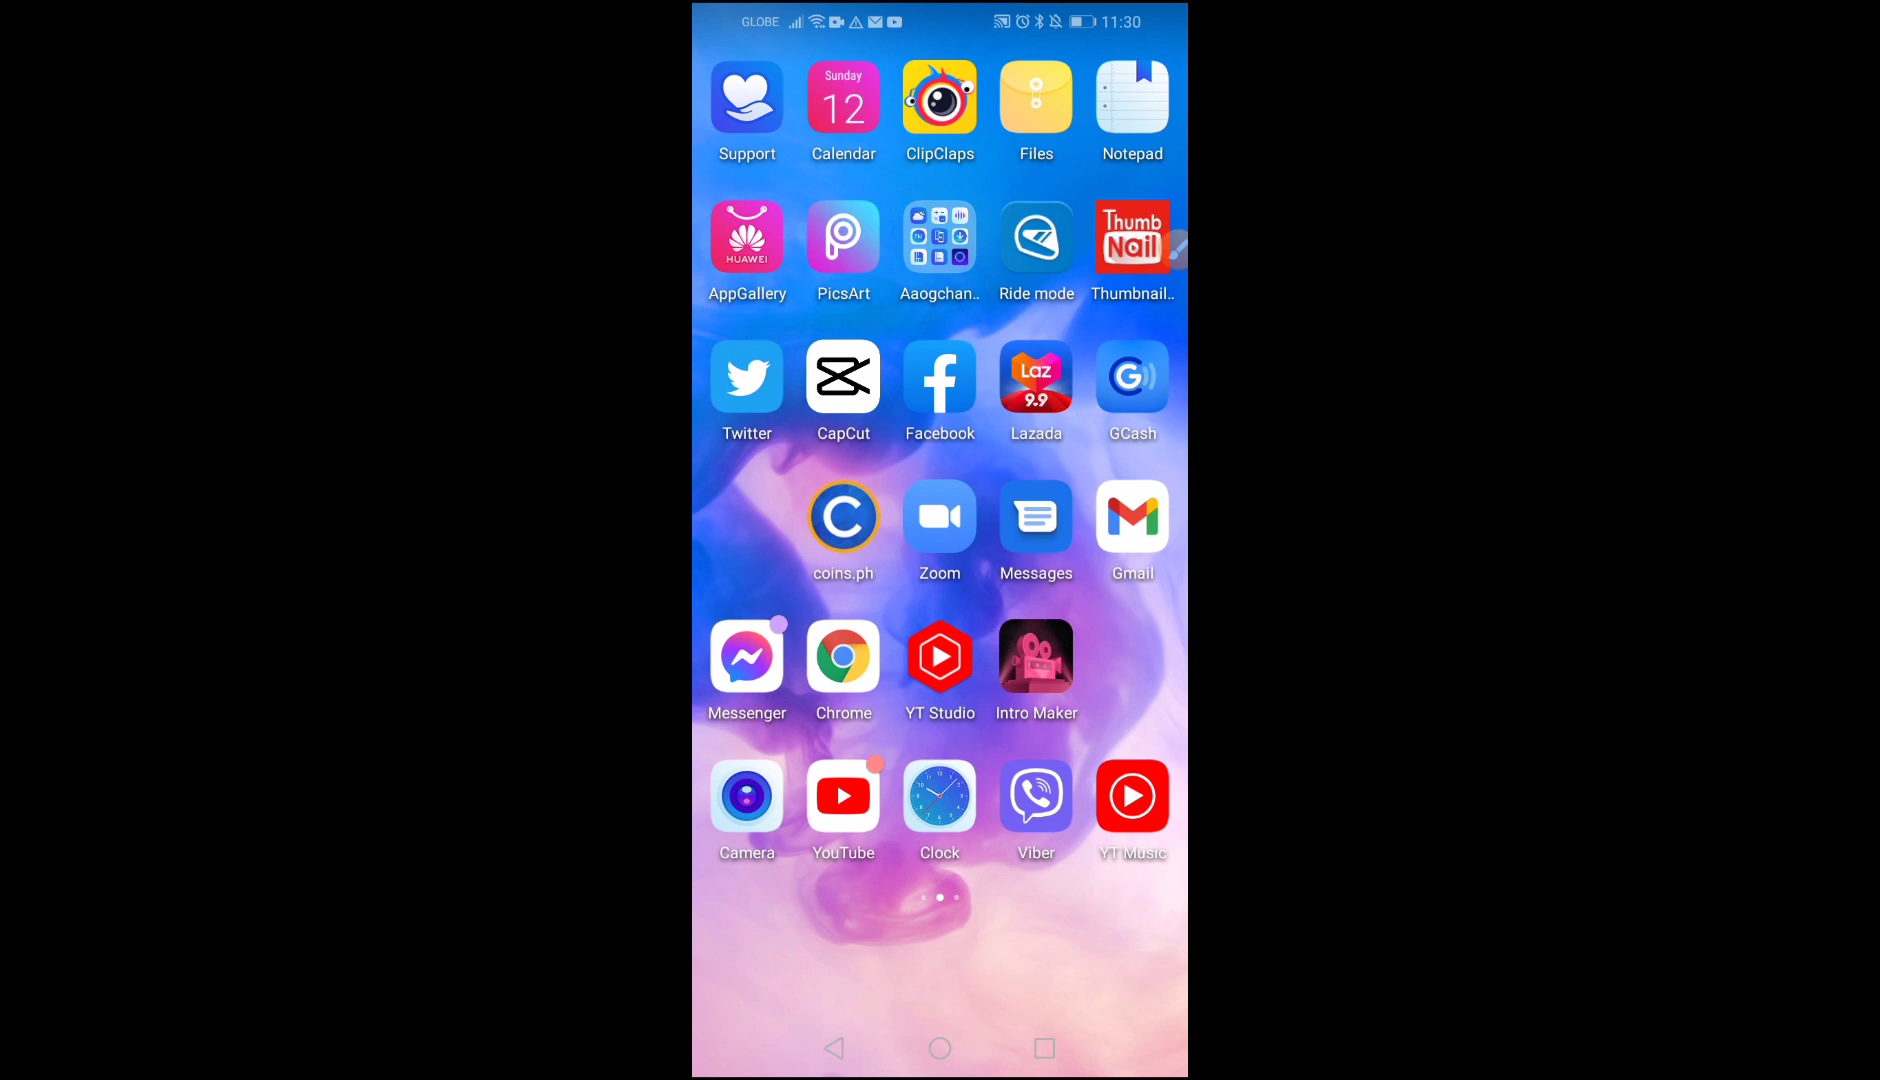 GLOBE 11:30
Sunday
12
Support Calendar ClipClaps Files Notepad
HUAWEI
Thumb
Nail
AppGallery PicsArt Aaogchan.. Ride mode Thumbnail..
Laz
9.9
G
Twitter CapCut Facebook Lazada GCash
coins.ph Zoom Messages Gmail
Messenger Chrome YT Studio Intro Maker
Camera YouTube Clock Viber YT Music